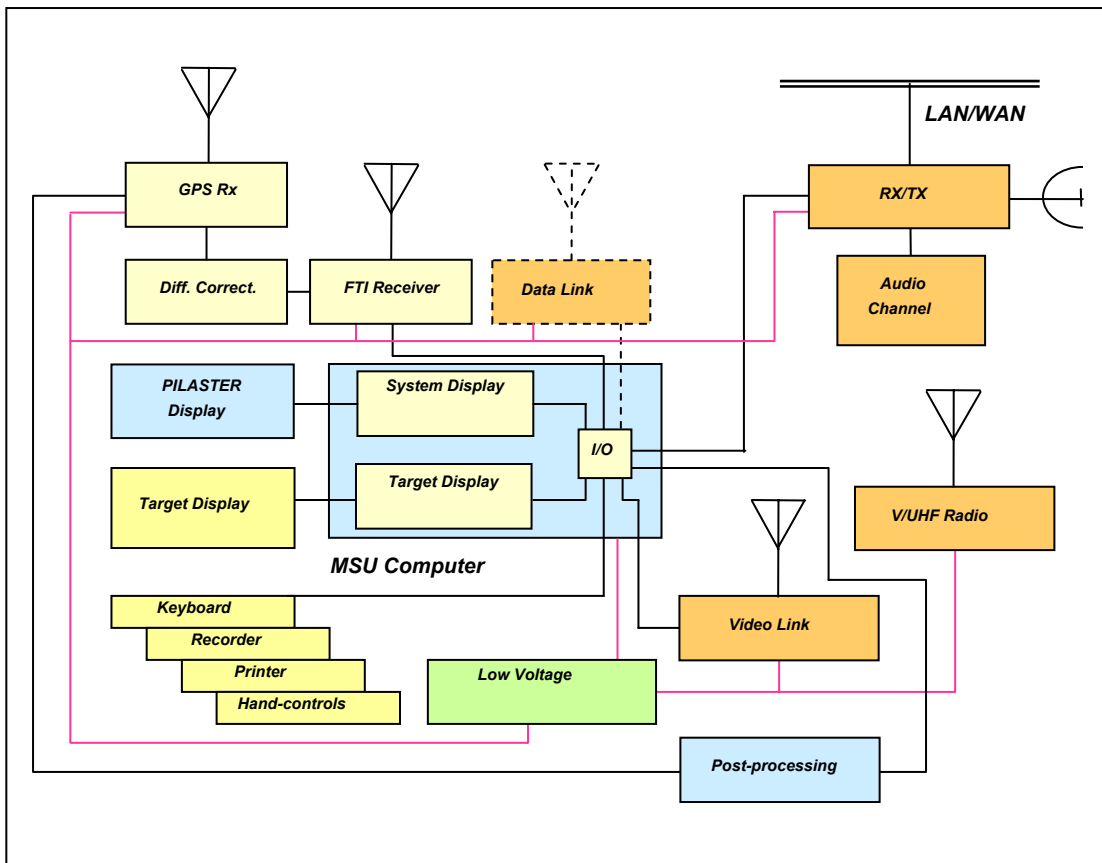 LAN/WAN
GPS Rx
RX/TX
Diff. Correct.
FTI Receiver
Data Link
Audio
Channel
PILASTER
Display
System Display
I/O
Target Display
Target Display
V/UHF Radio
MSU Computer
Keyboard
Recorder
Printer
Hand-controls
Video Link
Low Voltage
Post-processing